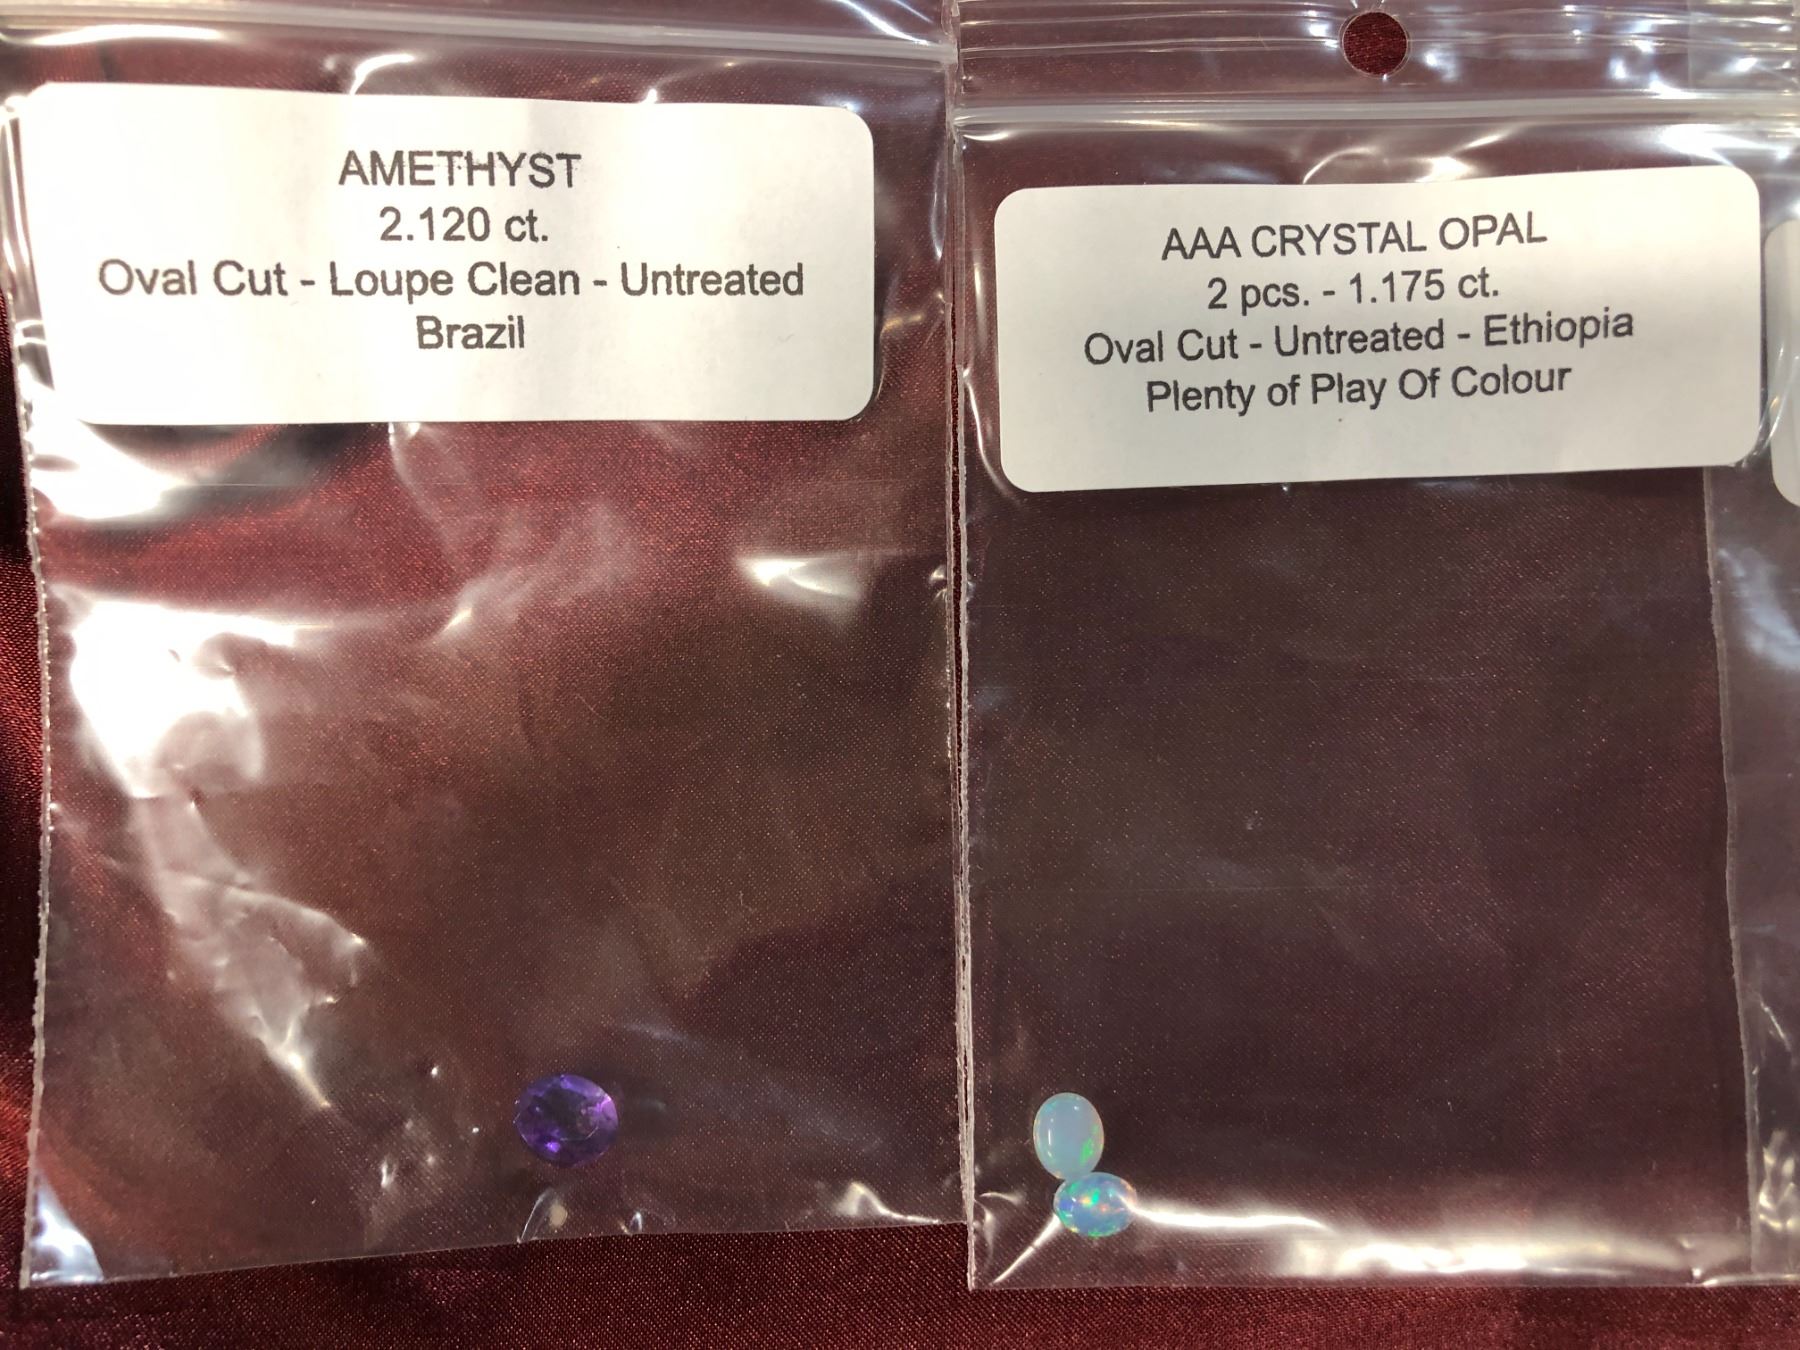 AMETHYST
2.120 ct.
Oval Cut - Loupe Clean - Untreated
Brazil
AAA CRYSTAL OPAL
2 pcs. - 1.175 ct.
Oval Cut - Untreated - Ethiopia
Plenty of Play Of Colour